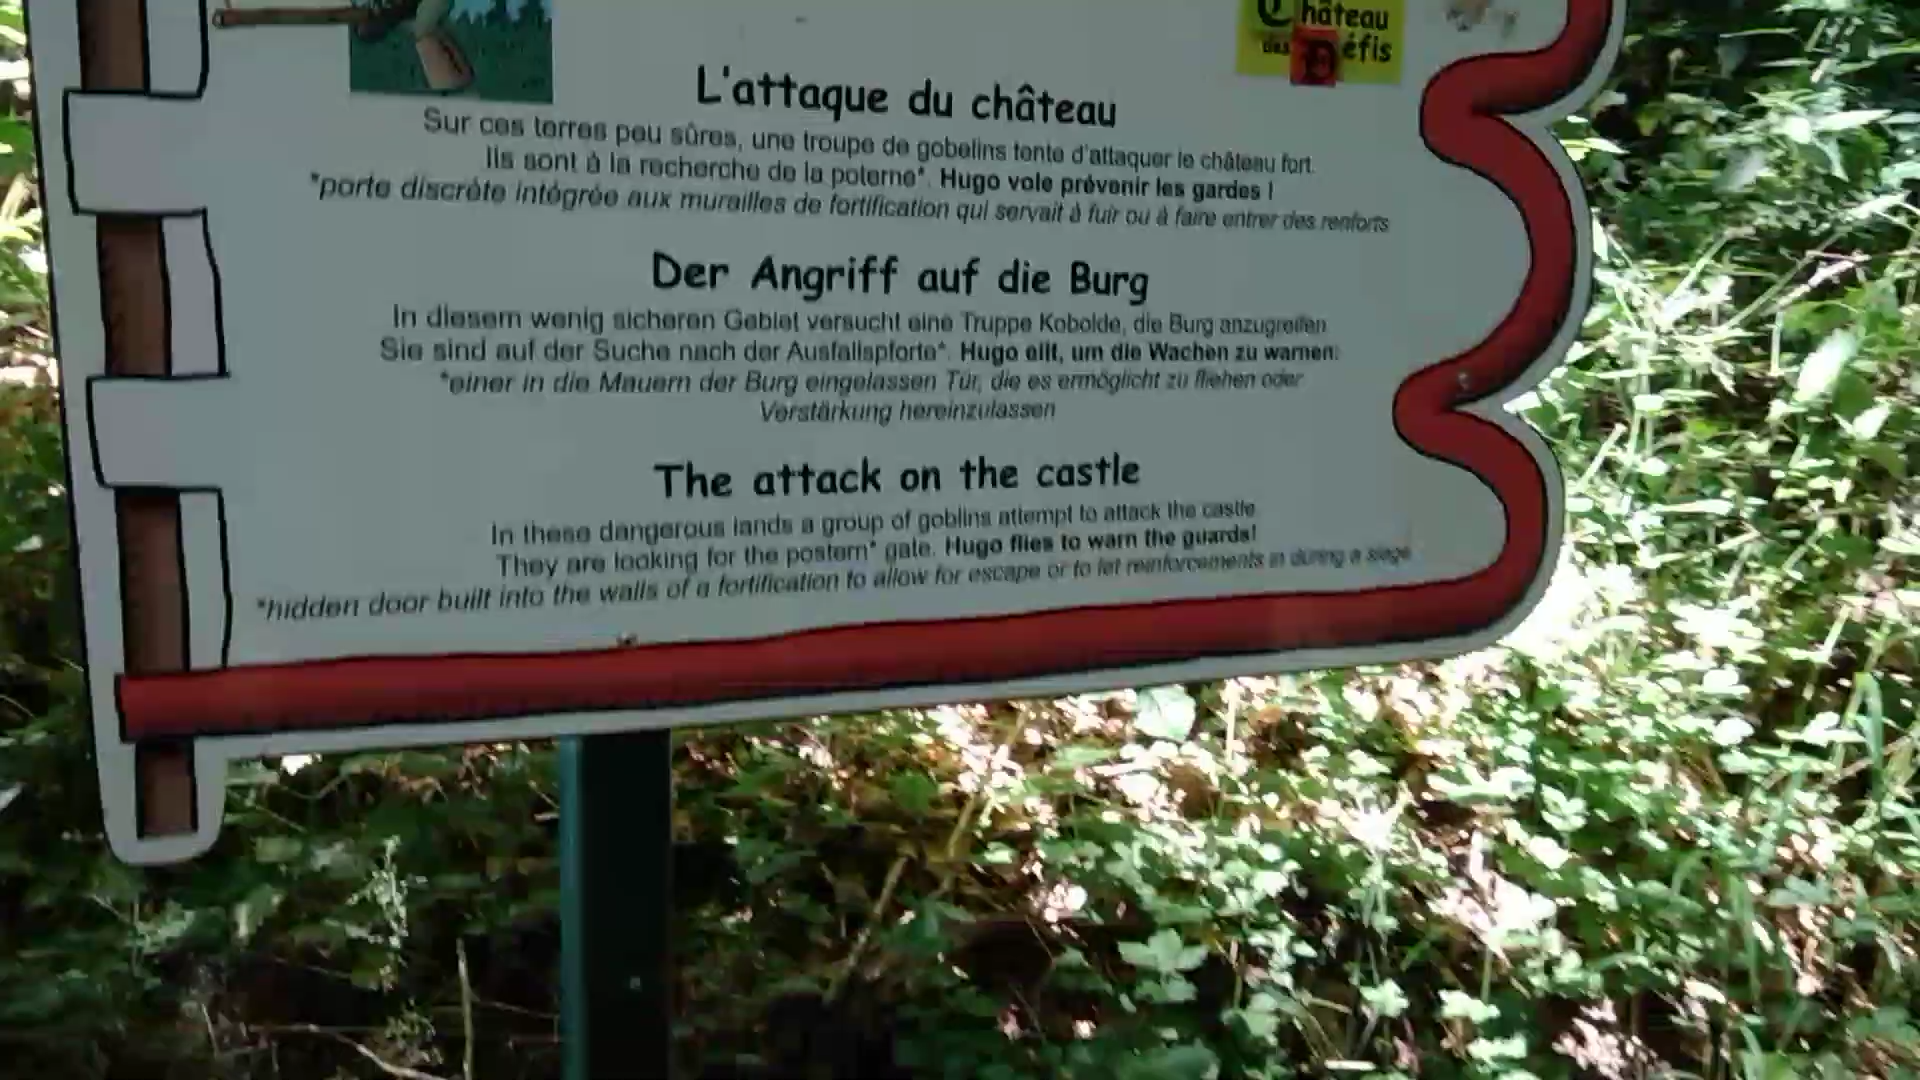 Château
des Défis
L'attaque du château
Sur ces terres peu sûres, une troupe de gobelins tente d'attaquer le château fort.
Ils sont à la recherche de la poterne*. Hugo vole prévenir les gardes !
*porte discrète intégrée aux murailles de fortification qui servait à fuir ou à faire entrer des renforts
Der Angriff auf die Burg
In diesem wenig sicheren Gebiet versucht eine Truppe Kobolde, die Burg anzugreifen.
Sie sind auf der Suche nach der Ausfallspforte*. Hugo eilt, um die Wachen zu warnen.
*einer in die Mauern der Burg eingelassen Tür, die es ermöglicht zu fliehen oder
Verstärkung hereinzulassen
The attack on the castle
In these dangerous lands a group of goblins attempt to attack the castle.
They are looking for the postern* gate. Hugo flies to warn the guards!
*hidden door built into the walls of a fortification to allow for escape or to let reinforcements in during a siege